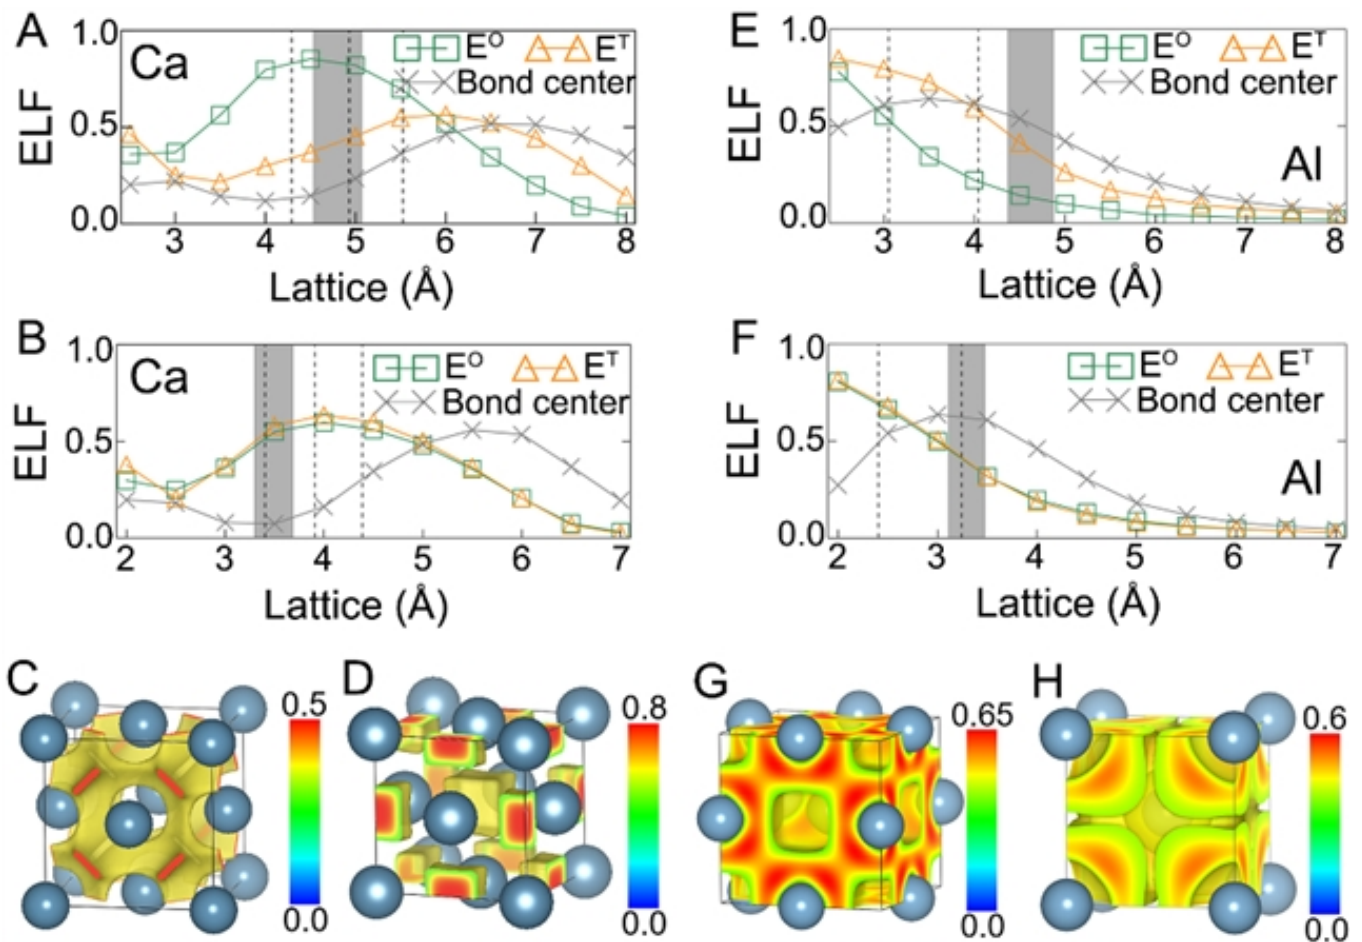 A
Ca
1.0
0.5
0.0
ELF
E^O E^T
Bond center
3 4 5 6 7 8
Lattice (Å)
E
1.0
0.5
0.0
ELF
E^O E^T
Bond center
Al
3 4 5 6 7 8
Lattice (Å)
B
Ca
1.0
0.5
0.0
ELF
E^O E^T
Bond center
2 3 4 5 6 7
Lattice (Å)
F
1.0
0.5
0.0
ELF
E^O E^T
Bond center
Al
2 3 4 5 6 7
Lattice (Å)
C
0.5
0.0
D
0.8
0.0
G
0.65
0.0
H
0.6
0.0